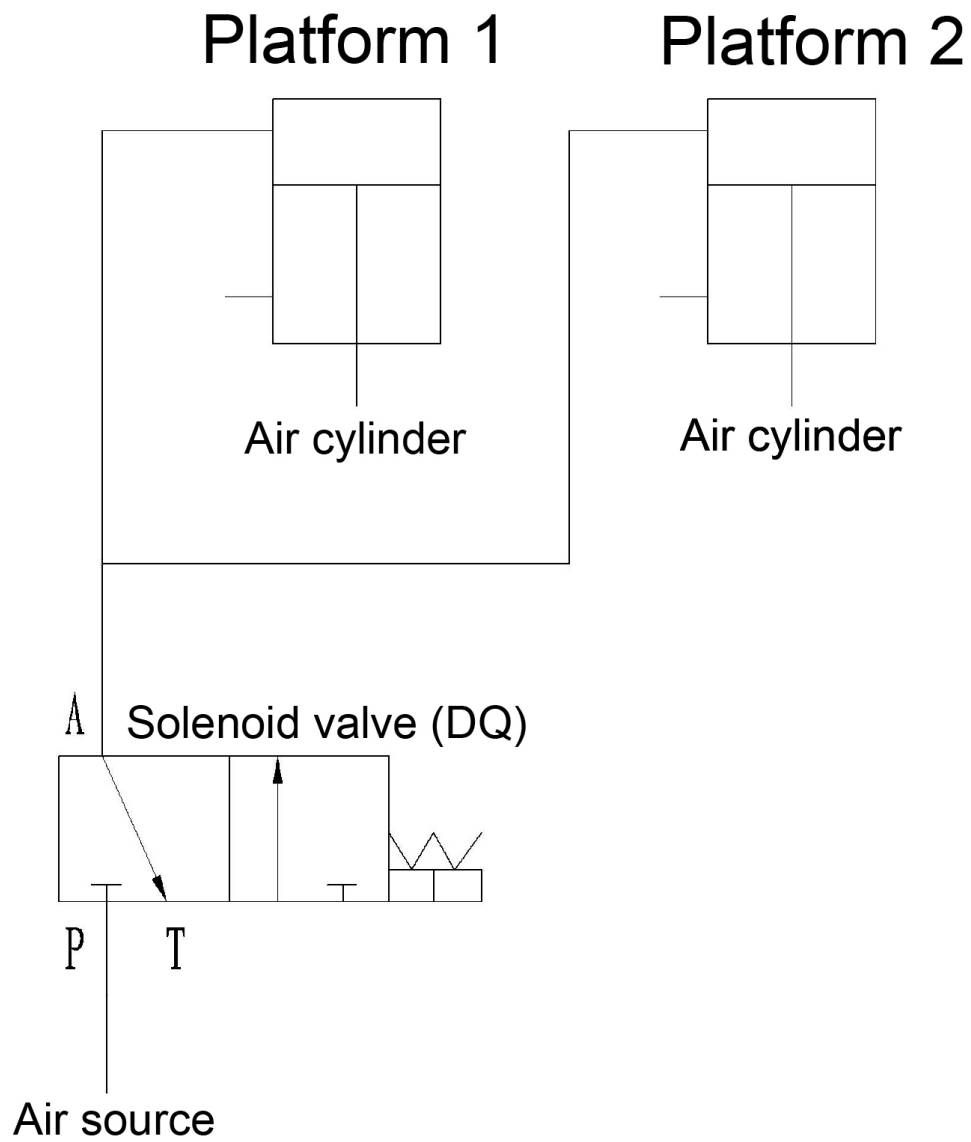 Platform 1
Platform 2
Air cylinder
Air cylinder
A
Solenoid valve (DQ)
P
T
Air source